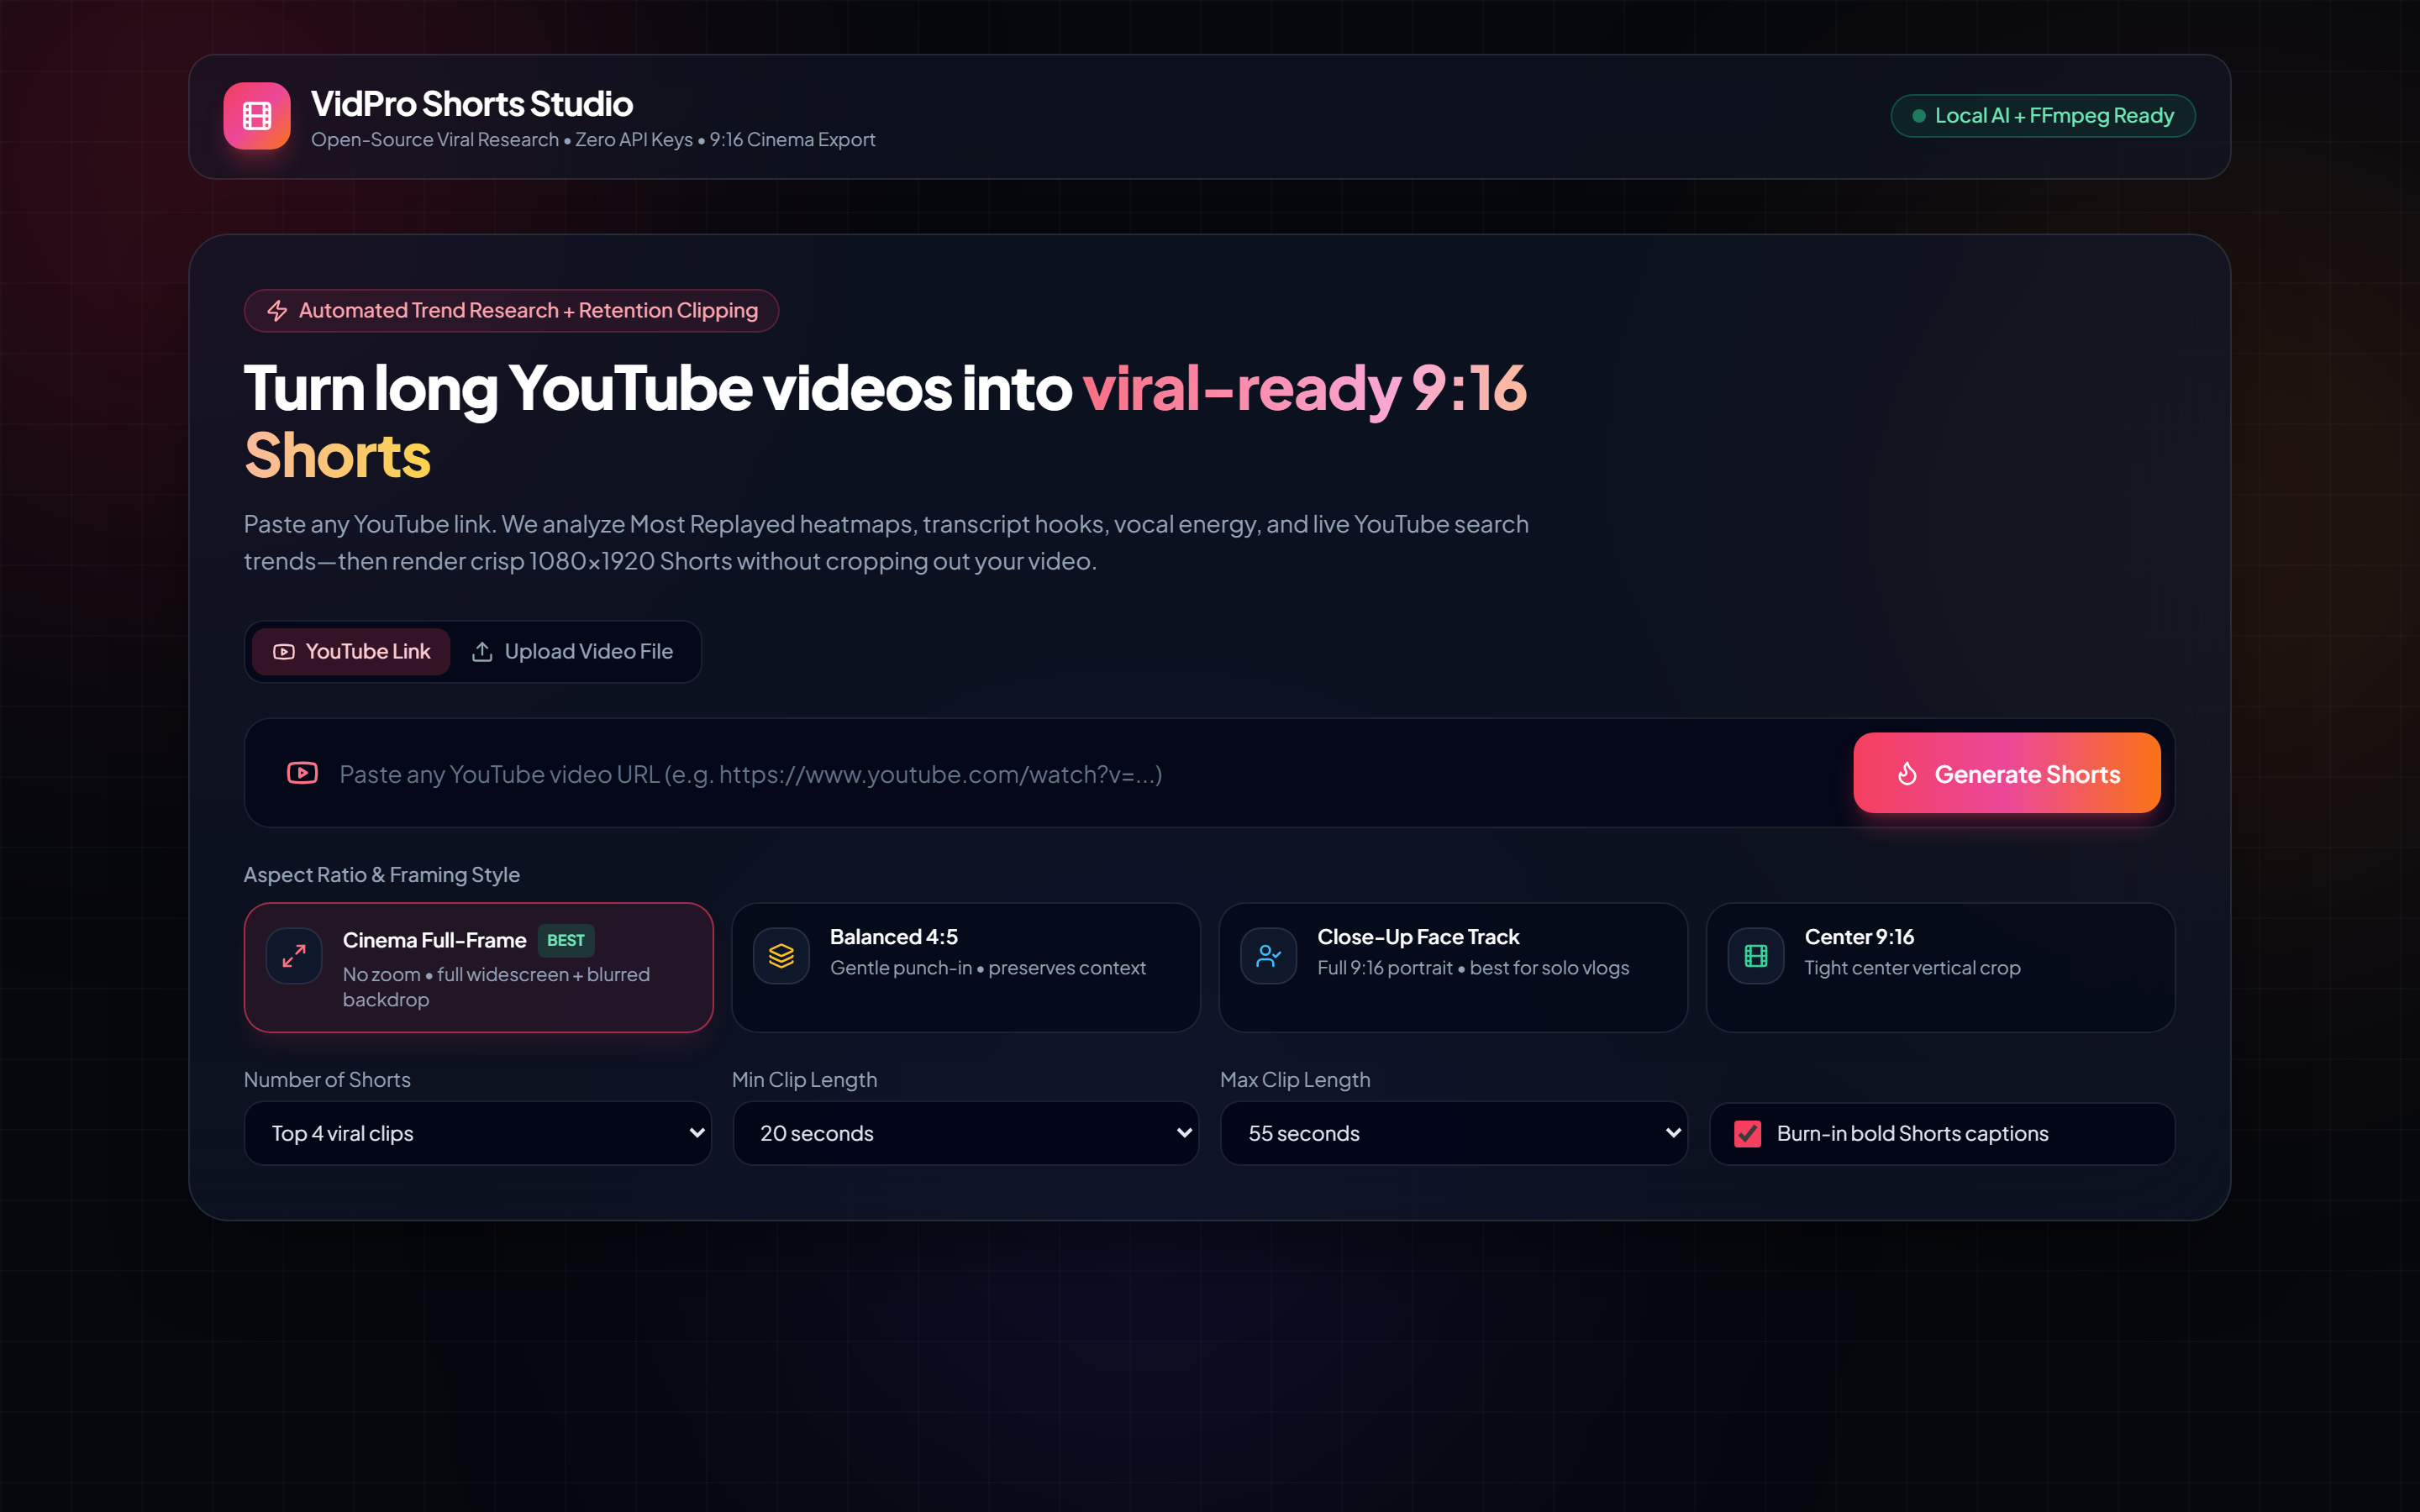 VidPro Shorts Studio
Open-Source Viral Research • Zero API Keys • 9:16 Cinema Export
Local AI + FFmpeg Ready
Automated Trend Research + Retention Clipping
Turn long YouTube videos into viral-ready 9:16
Shorts
Paste any YouTube link. We analyze Most Replayed heatmaps, transcript hooks, vocal energy, and live YouTube search
trends—then render crisp 1080×1920 Shorts without cropping out your video.
YouTube Link
Upload Video File
Paste any YouTube video URL (e.g. https://www.youtube.com/watch?v=...)
Generate Shorts
Aspect Ratio & Framing Style
Cinema Full-Frame BEST
No zoom • full widescreen + blurred
backdrop
Balanced 4:5
Gentle punch-in • preserves context
Close-Up Face Track
Full 9:16 portrait • best for solo vlogs
Center 9:16
Tight center vertical crop
Number of Shorts
Top 4 viral clips
Min Clip Length
20 seconds
Max Clip Length
55 seconds
Burn-in bold Shorts captions